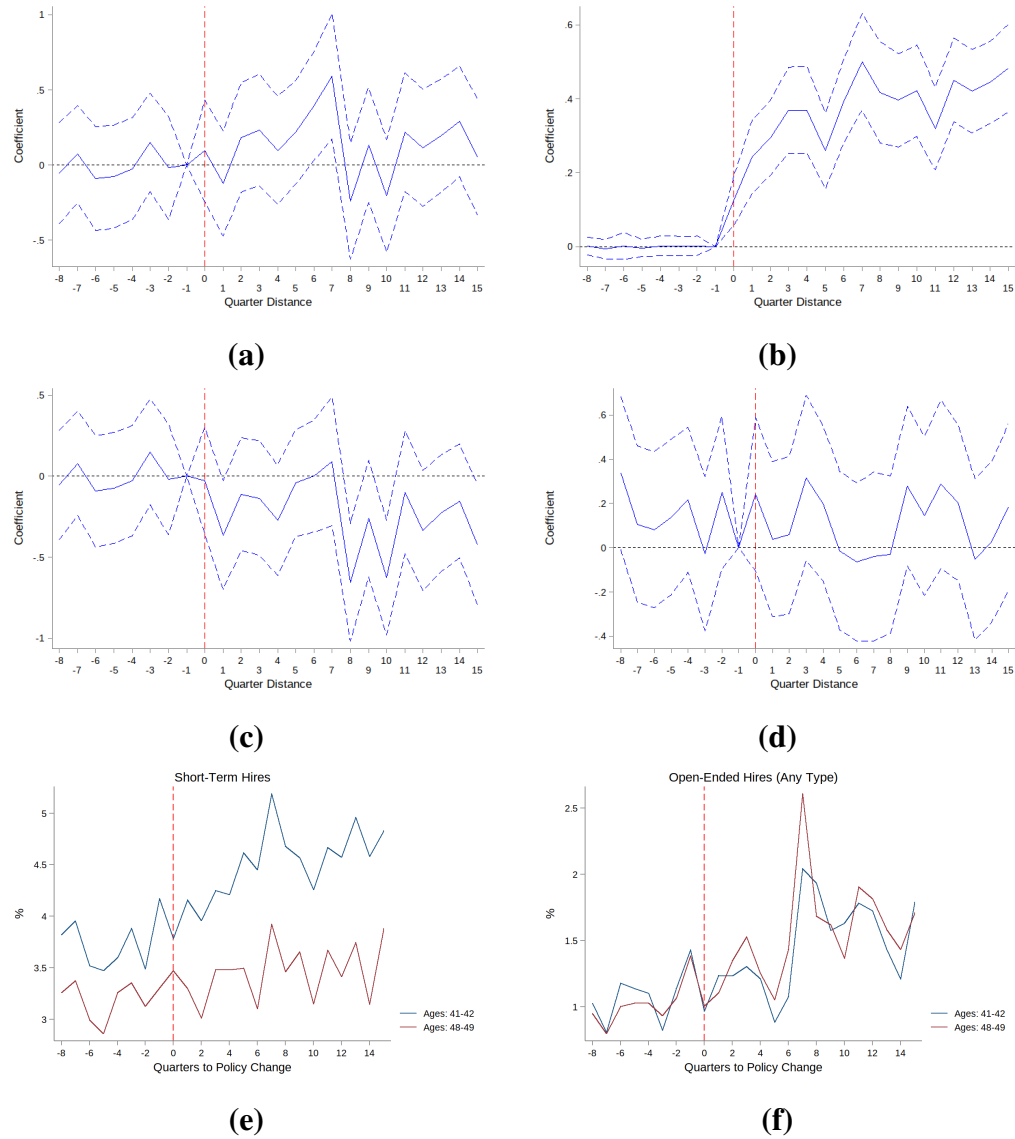 1
.5
0
-.5
Coefficient
-8 -6 -4 -2 0 2 4 6 8 10 12 14
-7 -5 -3 -1 1 3 5 7 9 11 13 15
Quarter Distance
(a)
.6
.4
.2
0
Coefficient
-8 -6 -4 -2 0 2 4 6 8 10 12 14
-7 -5 -3 -1 1 3 5 7 9 11 13 15
Quarter Distance
(b)
.5
0
-.5
-1
Coefficient
-8 -6 -4 -2 0 2 4 6 8 10 12 14
-7 -5 -3 -1 1 3 5 7 9 11 13 15
Quarter Distance
(c)
.6
.4
.2
0
-.2
-.4
Coefficient
-8 -6 -4 -2 0 2 4 6 8 10 12 14
-7 -5 -3 -1 1 3 5 7 9 11 13 15
Quarter Distance
(d)
Short-Term Hires
5
4.5
4
3.5
3
%
Ages: 41-42
Ages: 48-49
-8 -6 -4 -2 0 2 4 6 8 10 12 14
Quarters to Policy Change
(e)
Open-Ended Hires (Any Type)
2.5
2
1.5
1
%
Ages: 41-42
Ages: 48-49
-8 -6 -4 -2 0 2 4 6 8 10 12 14
Quarters to Policy Change
(f)